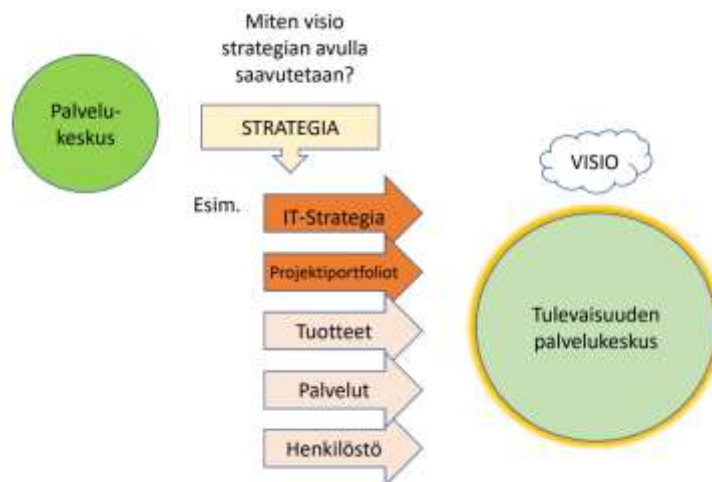 Miten visio
strategian avulla
saavutetaan?
Palvelu-
keskus
STRATEGIA
VISIO
Esim.
IT-Strategia
Projektiportfoliot
Tuotteet
Palvelut
Henkilöstö
Tulevaisuuden
palvelukeskus